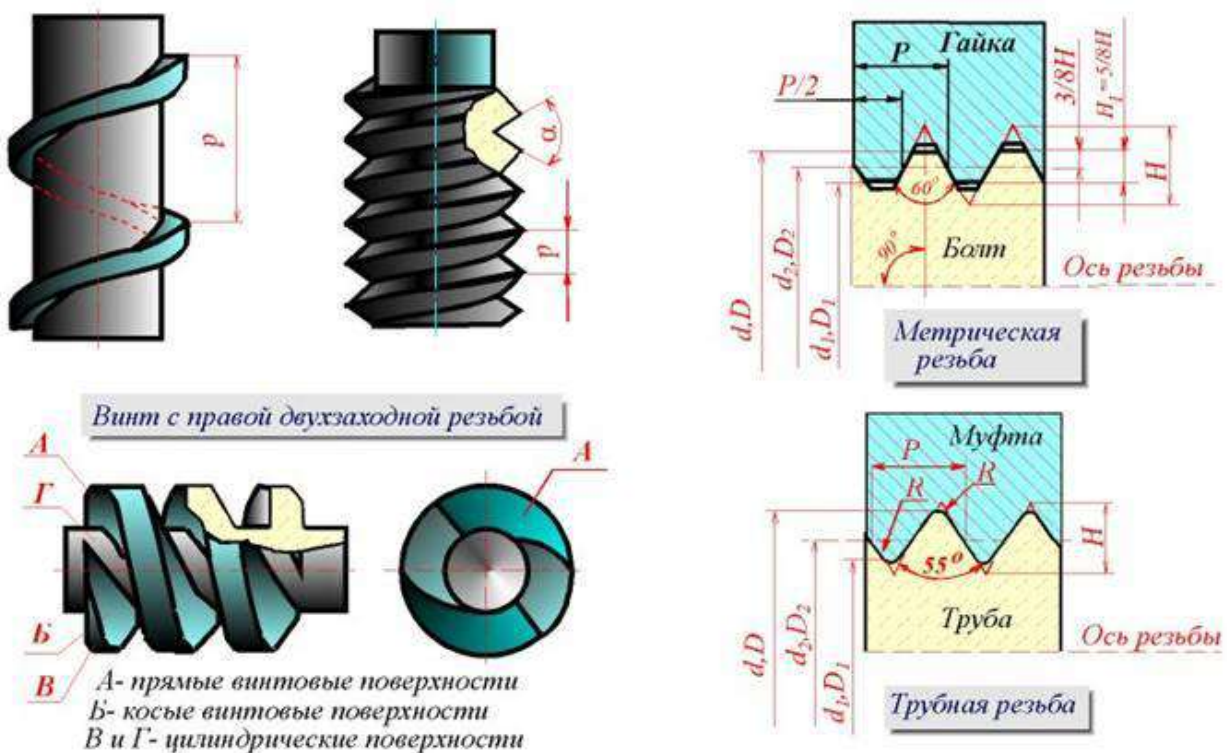 p
α
p
Винт с правой двухзаходной резьбой
А
Г
Б
В
А
А- прямые винтовые поверхности
Б- косые винтовые поверхности
В и Г- цилиндрические поверхности
Гайка
P
P/2
3/8H
H₁=5/8H
H
60°
90°
Болт
Ось резьбы
d,D
d₂,D₂
d₁,D₁
Метрическая
резьба
Муфта
P
R
R
H
55°
Труба
Ось резьбы
d,D
d₂,D₂
d₁,D₁
Трубная резьба